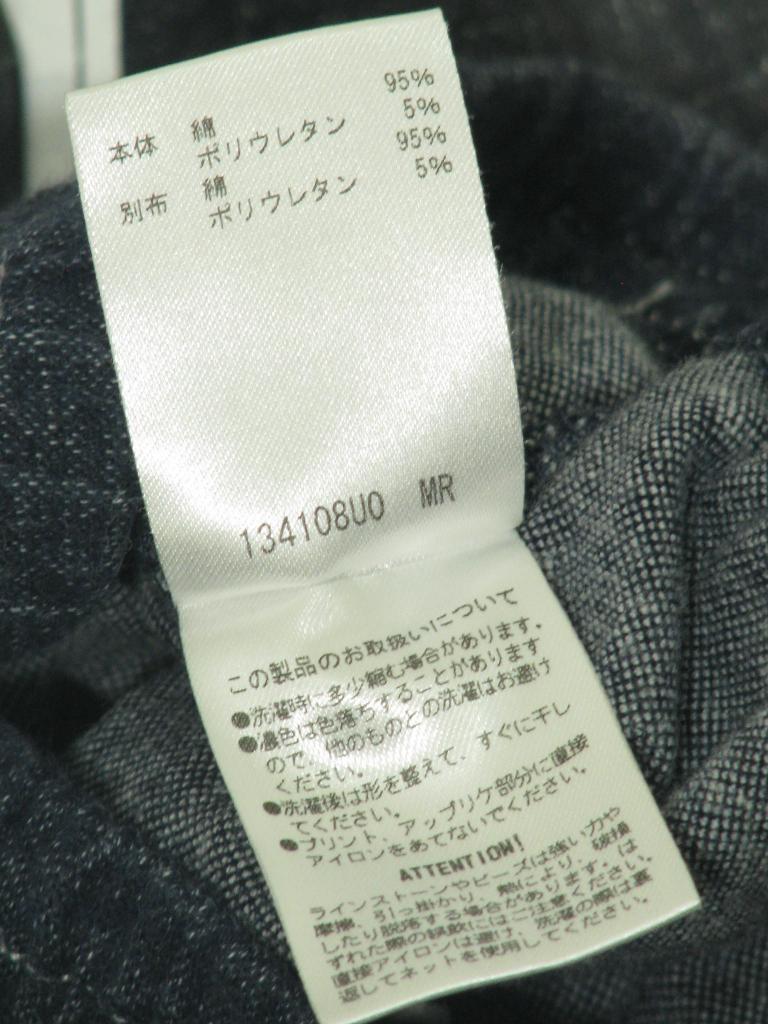 本体 綿 95%
ポリウレタン 5%
別布 綿 95%
ポリウレタン 5%
134108U0 MR
この製品のお取扱いについて
●洗濯時に多少縮む場合があります。
●濃色は色落ちすることがあります
ので、他のものとの洗濯はお避け
ください。
●洗濯後は形を整えて、すぐに干し
てください。
●プリント、アップリケ部分に直接
アイロンをあてないでください。
ATTENTION!
ラインストーンやビーズは強い力や
摩擦、引っ掛かり、熱により、破損
したり脱落する場合があります。は
ずれた際の誤飲にはご注意ください。
直接アイロンは避け、洗濯の際は裏
返してネットを使用してください。